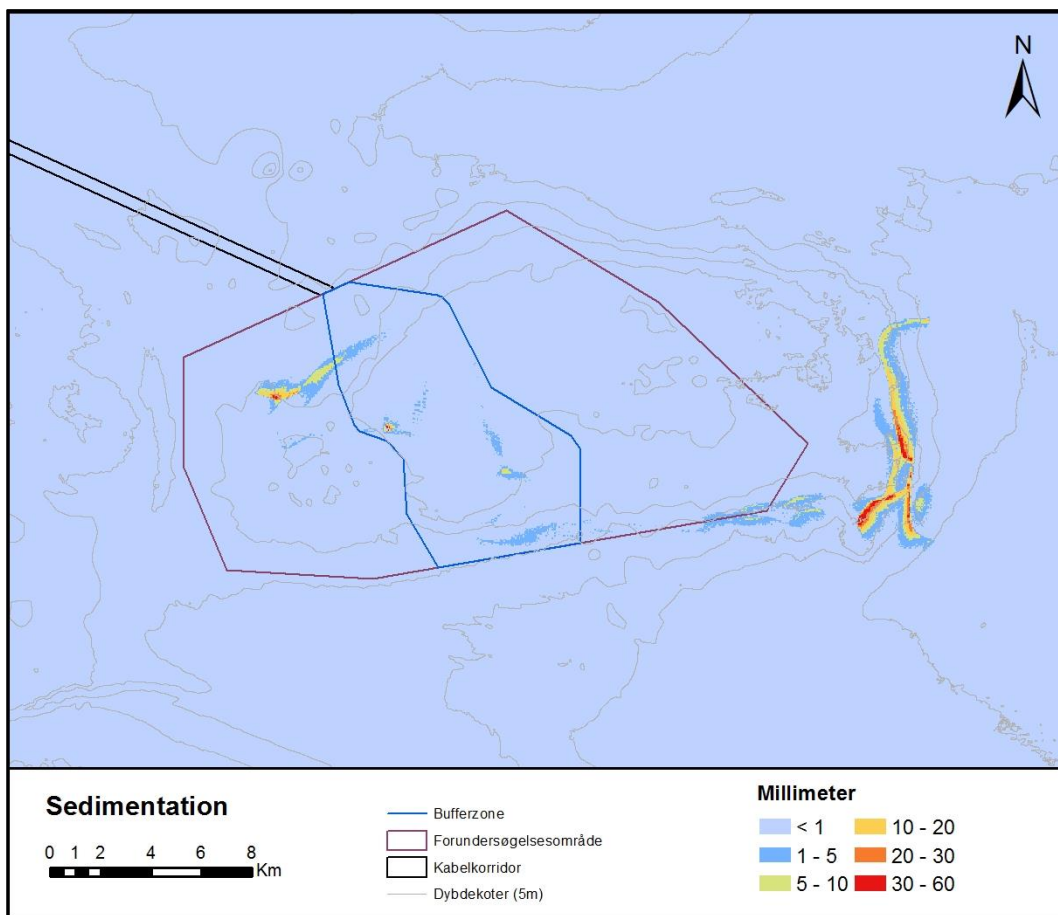 N
Sedimentation
0 1 2 4 6 8
Km
Bufferzone
Forundersøgelsesområde
Kabelkorridor
Dybdekoter (5m)
Millimeter
< 1
1 - 5
5 - 10
10 - 20
20 - 30
30 - 60